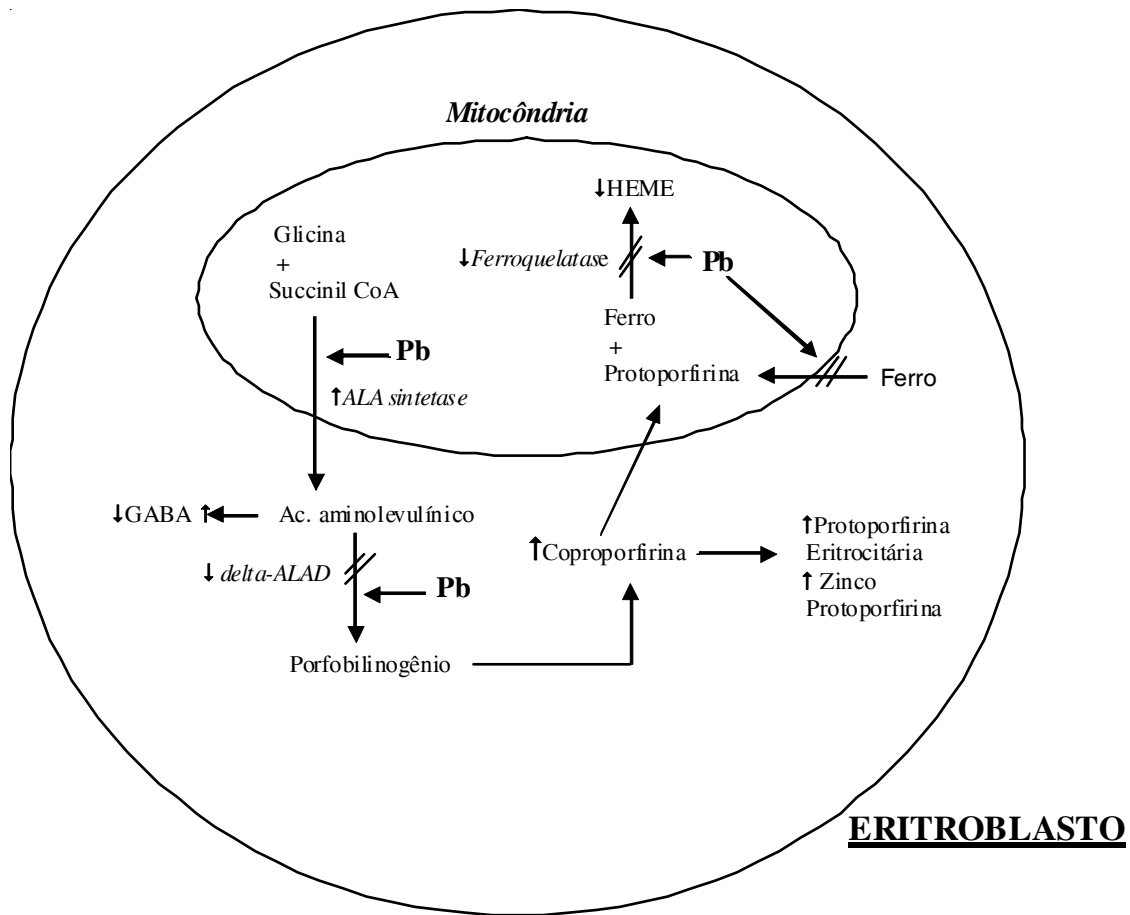 Mitocôndria
↓HEME
Glicina
+
Succinil CoA
↓Ferroquelatase
Pb
Ferro
+
Protoporfirina
Pb
Ferro
↑ALA sintetase
↓GABA ↑
Ac. aminolevulínico
↓ delta-ALAD
Pb
Porfobilinogênio
↑Coproporfirina
↑Protoporfirina
Eritrocitária
↑ Zinco
Protoporfirina
ERITROBLASTO